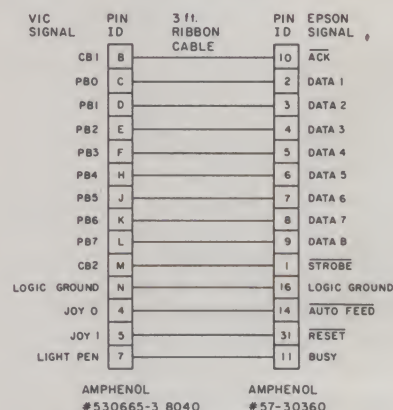 VIC SIGNAL PIN ID 3 ft. RIBBON CABLE PIN ID EPSON SIGNAL
CB1 B 10 ACK
PB0 C 2 DATA 1
PB1 D 3 DATA 2
PB2 E 4 DATA 3
PB3 F 5 DATA 4
PB4 H 6 DATA 5
PB5 J 7 DATA 6
PB6 K 8 DATA 7
PB7 L 9 DATA 8
CB2 M 1 STROBE
LOGIC GROUND N 16 LOGIC GROUND
JOY 0 4 14 AUTO FEED
JOY 1 5 31 RESET
LIGHT PEN 7 11 BUSY
AMPHENOL AMPHENOL
#530665-3 8040 #57-30360